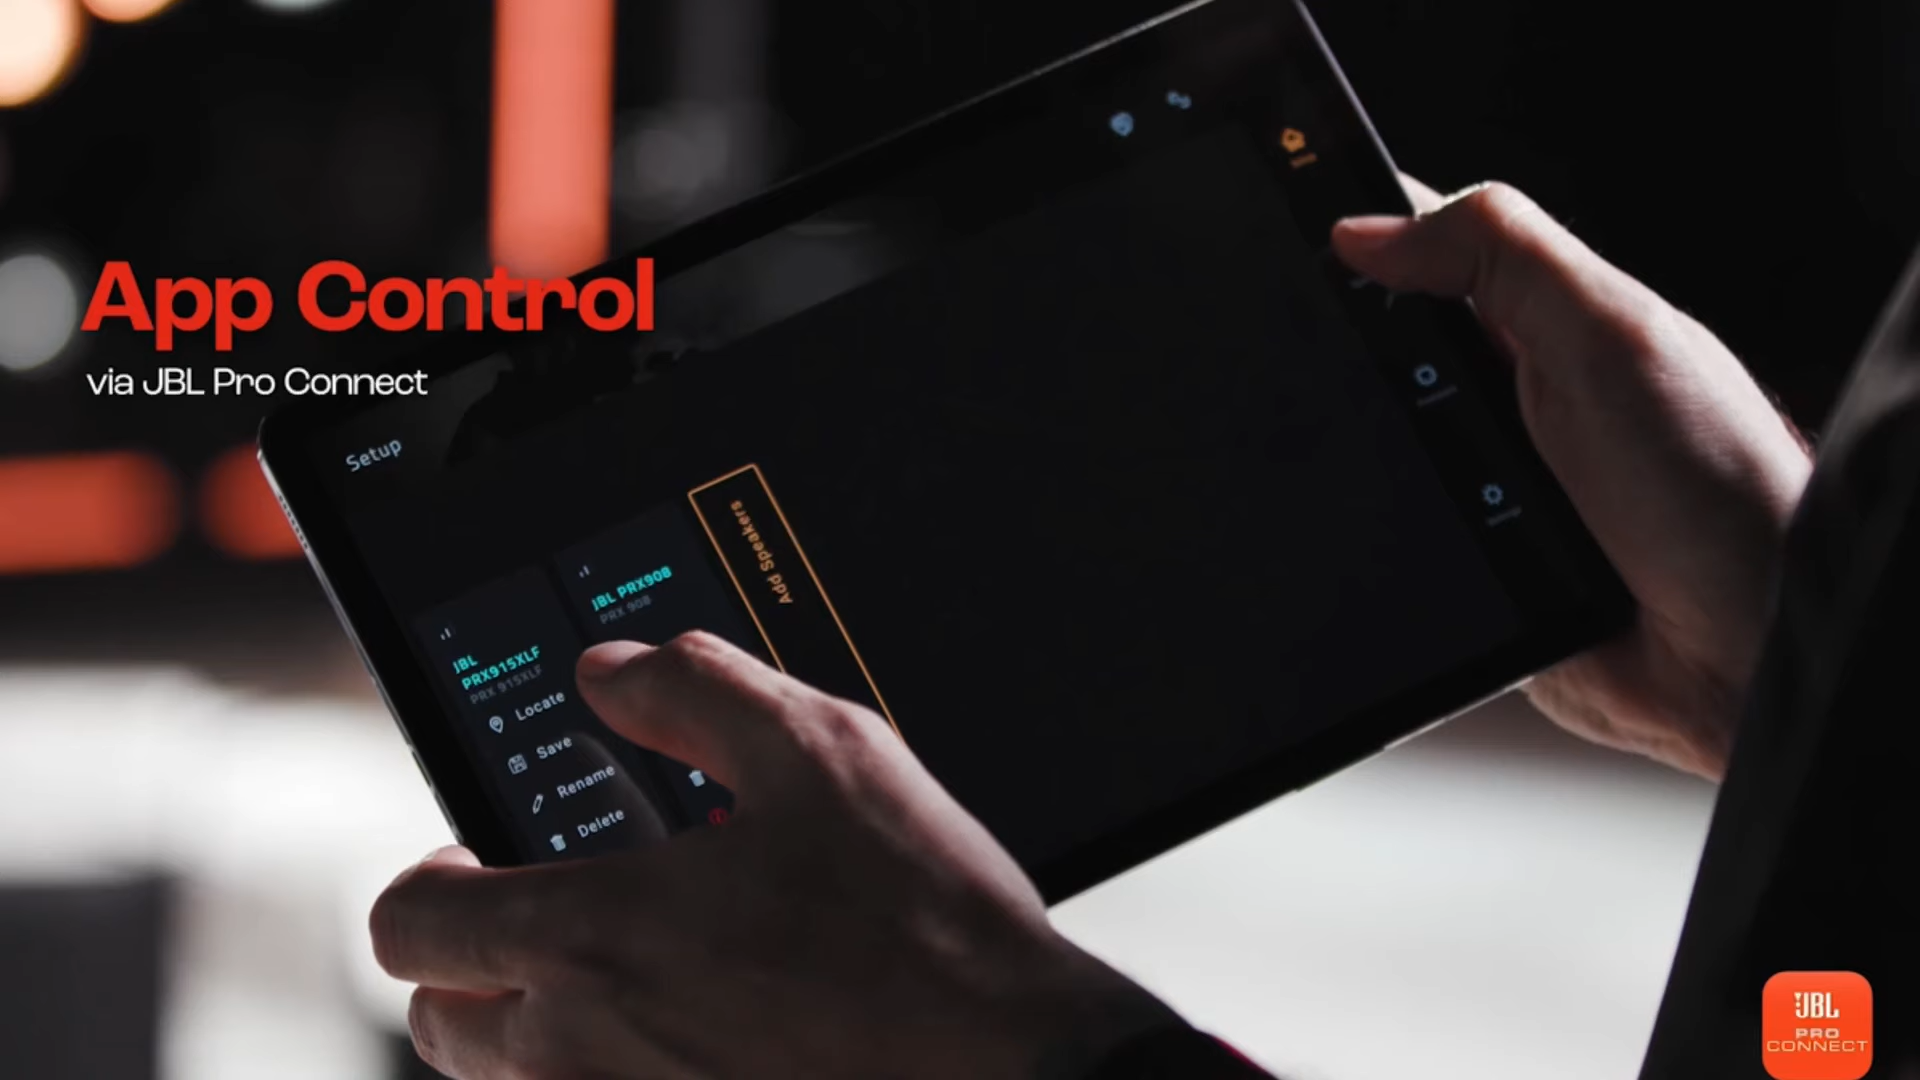 App Control
via JBL Pro Connect
Setup
Add Speakers
JBL PRX908
PRX 908
JBL
PRX915XLF
PRX 915XLF
Locate
Save
Rename
Delete
JBL
PRO
CONNECT